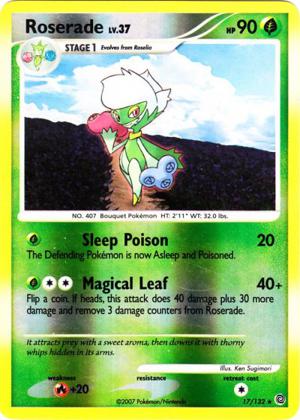 Roserade LV.37 HP 90
STAGE 1 Evolves from Roselia
NO. 407 Bouquet Pokémon HT: 2'11" WT: 32.0 lbs.
Sleep Poison 20
The Defending Pokémon is now Asleep and Poisoned.
Magical Leaf 40+
Flip a coin. If heads, this attack does 40 damage plus 30 more
damage and remove 3 damage counters from Roserade.
It attracts prey with a sweet aroma, then downs it with thorny
whips hidden in its arms.
Illus. Ken Sugimori
weakness resistance retreat cost
+20
17/132
©2007 Pokémon/Nintendo